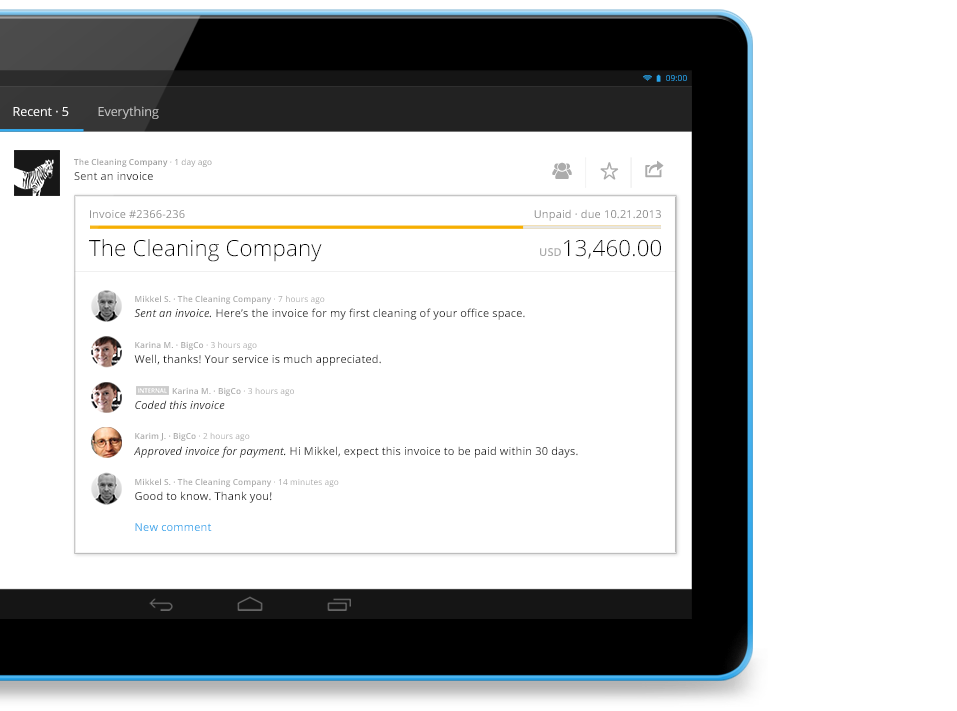 09:00
Recent · 5 Everything
The Cleaning Company · 1 day ago
Sent an invoice
Invoice #2366-236 Unpaid · due 10.21.2013
The Cleaning Company USD13,460.00
Mikkel S. · The Cleaning Company · 7 hours ago
Sent an invoice. Here's the invoice for my first cleaning of your office space.
Karina M. · BigCo · 3 hours ago
Well, thanks! Your service is much appreciated.
INTERNAL Karina M. · BigCo · 3 hours ago
Coded this invoice
Karim J. · BigCo · 2 hours ago
Approved invoice for payment. Hi Mikkel, expect this invoice to be paid within 30 days.
Mikkel S. · The Cleaning Company · 14 minutes ago
Good to know. Thank you!
New comment